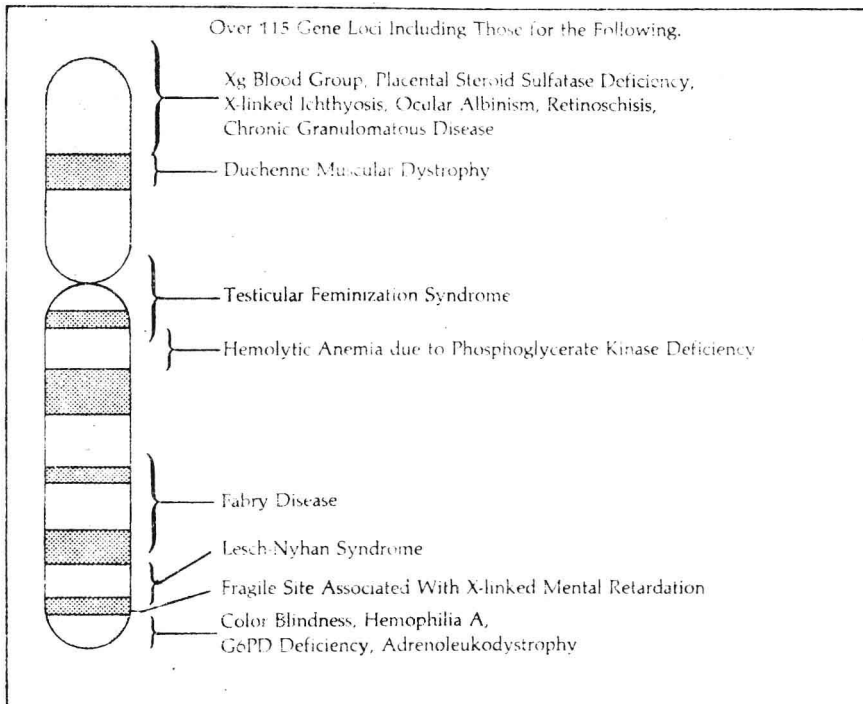 Over 115 Gene Loci Including Those for the Following.
Xg Blood Group, Placental Steroid Sulfatase Deficiency,
X-linked Ichthyosis, Ocular Albinism, Retinoschisis,
Chronic Granulomatous Disease
Duchenne Muscular Dystrophy
Testicular Feminization Syndrome
Hemolytic Anemia due to Phosphoglycerate Kinase Deficiency
Fabry Disease
Lesch-Nyhan Syndrome
Fragile Site Associated With X-linked Mental Retardation
Color Blindness, Hemophilia A,
G6PD Deficiency, Adrenoleukodystrophy